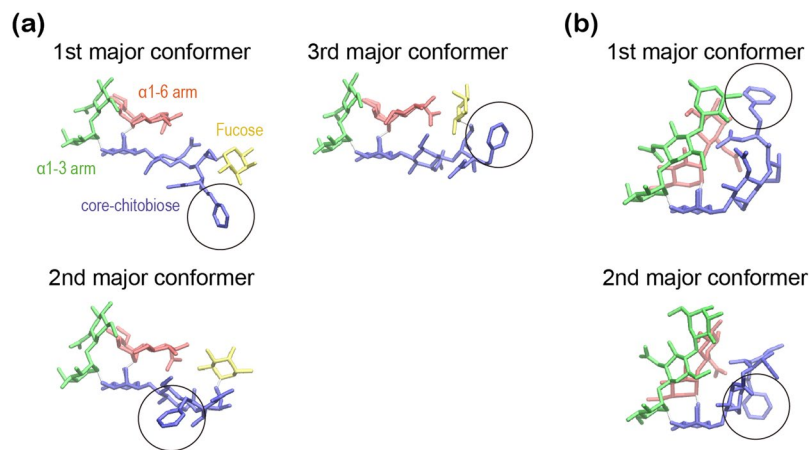 (a)
1st major conformer
3rd major conformer
α1-6 arm
Fucose
α1-3 arm
core-chitobiose
2nd major conformer
(b)
1st major conformer
2nd major conformer